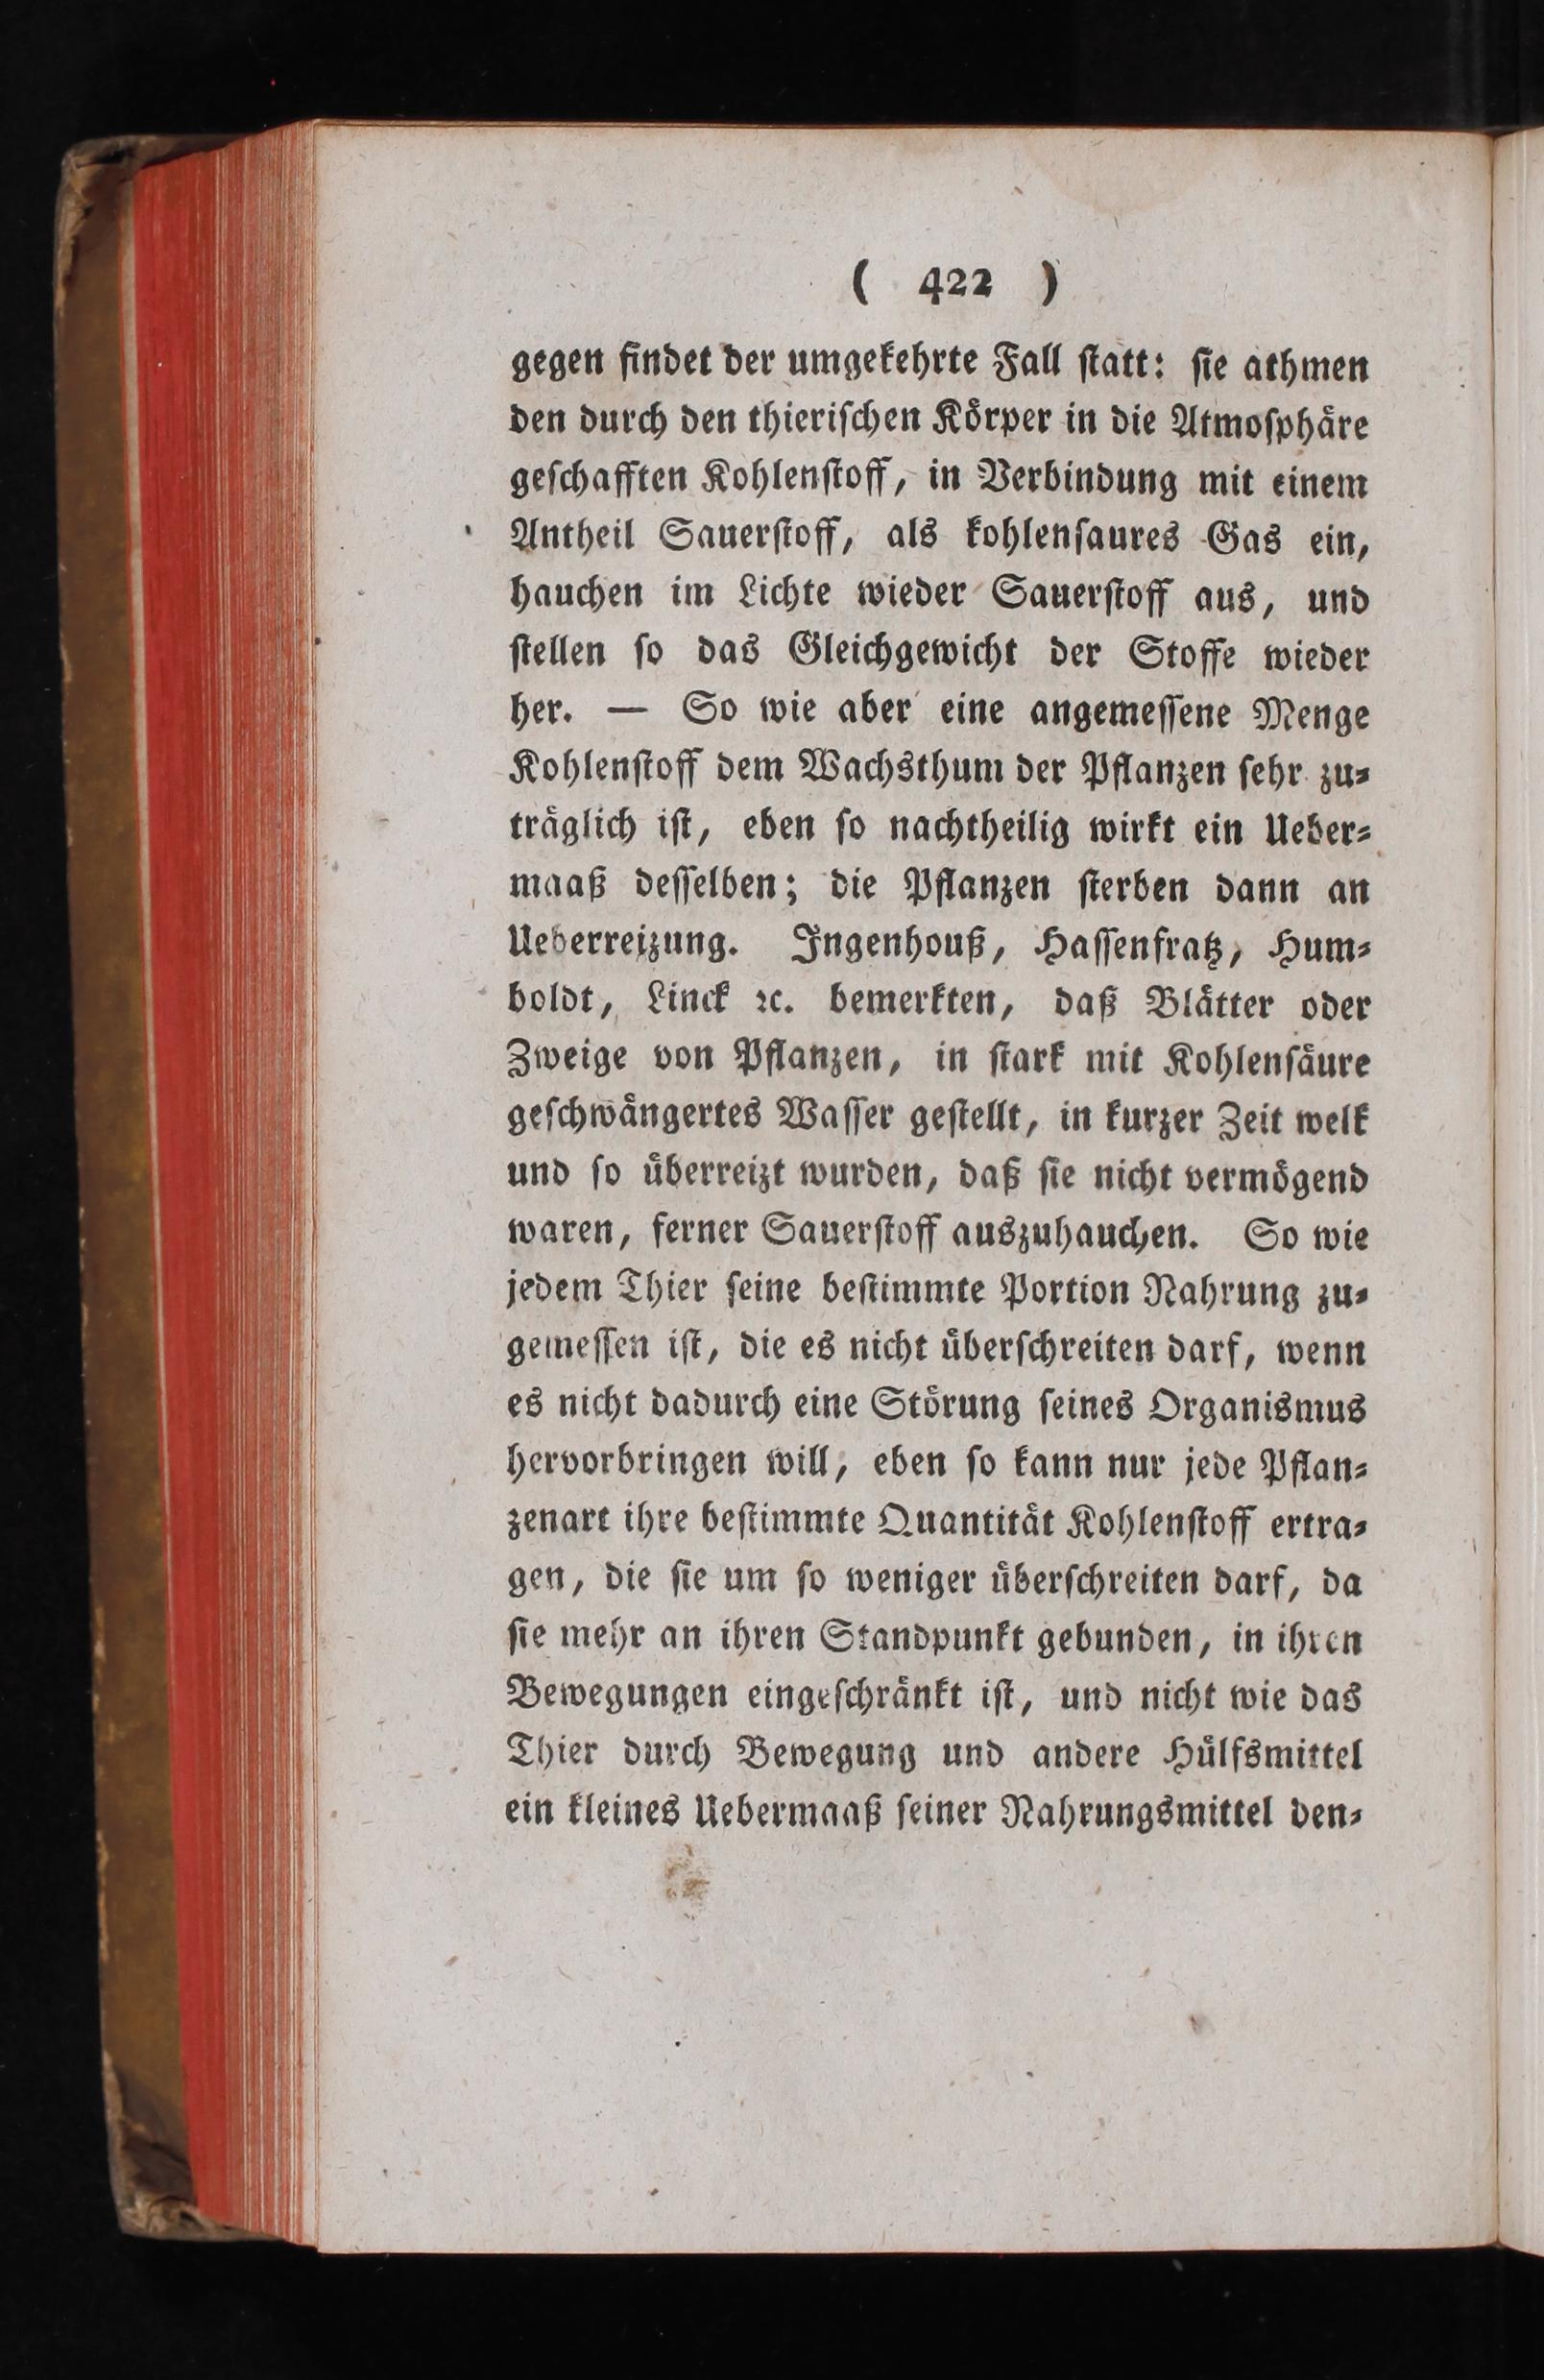 ( 422 )
gegen findet der umgekehrte Fall ſtatt: ſie athmen
den durch den thieriſchen Körper in die Atmoſphäre
geſchafften Kohlenſtoff, in Verbindung mit einem
Antheil Sauerſtoff, als kohlenſaures Gas ein,
hauchen im Lichte wieder Sauerſtoff aus, und
ſtellen ſo das Gleichgewicht der Stoffe wieder
her. — So wie aber eine angemeſſene Menge
Kohlenſtoff dem Wachsthum der Pflanzen ſehr zu⸗
träglich iſt, eben ſo nachtheilig wirkt ein Ueber⸗
maaß deſſelben; die Pflanzen ſterben dann an
Ueberreizung. Ingenhouß, Haſſenfratz, Hum⸗
boldt, Linck ꝛc. bemerkten, daß Blätter oder
Zweige von Pflanzen, in ſtark mit Kohlenſäure
geſchwängertes Waſſer geſtellt, in kurzer Zeit welk
und ſo überreizt wurden, daß ſie nicht vermögend
waren, ferner Sauerſtoff auszuhauchen. So wie
jedem Thier ſeine beſtimmte Portion Nahrung zu⸗
gemeſſen iſt, die es nicht überſchreiten darf, wenn
es nicht dadurch eine Störung ſeines Organismus
hervorbringen will, eben ſo kann nur jede Pflan⸗
zenart ihre beſtimmte Quantität Kohlenſtoff ertra⸗
gen, die ſie um ſo weniger überſchreiten darf, da
ſie mehr an ihren Standpunkt gebunden, in ihren
Bewegungen eingeſchränkt iſt, und nicht wie das
Thier durch Bewegung und andere Hülfsmittel
ein kleines Uebermaaß ſeiner Nahrungsmittel den⸗